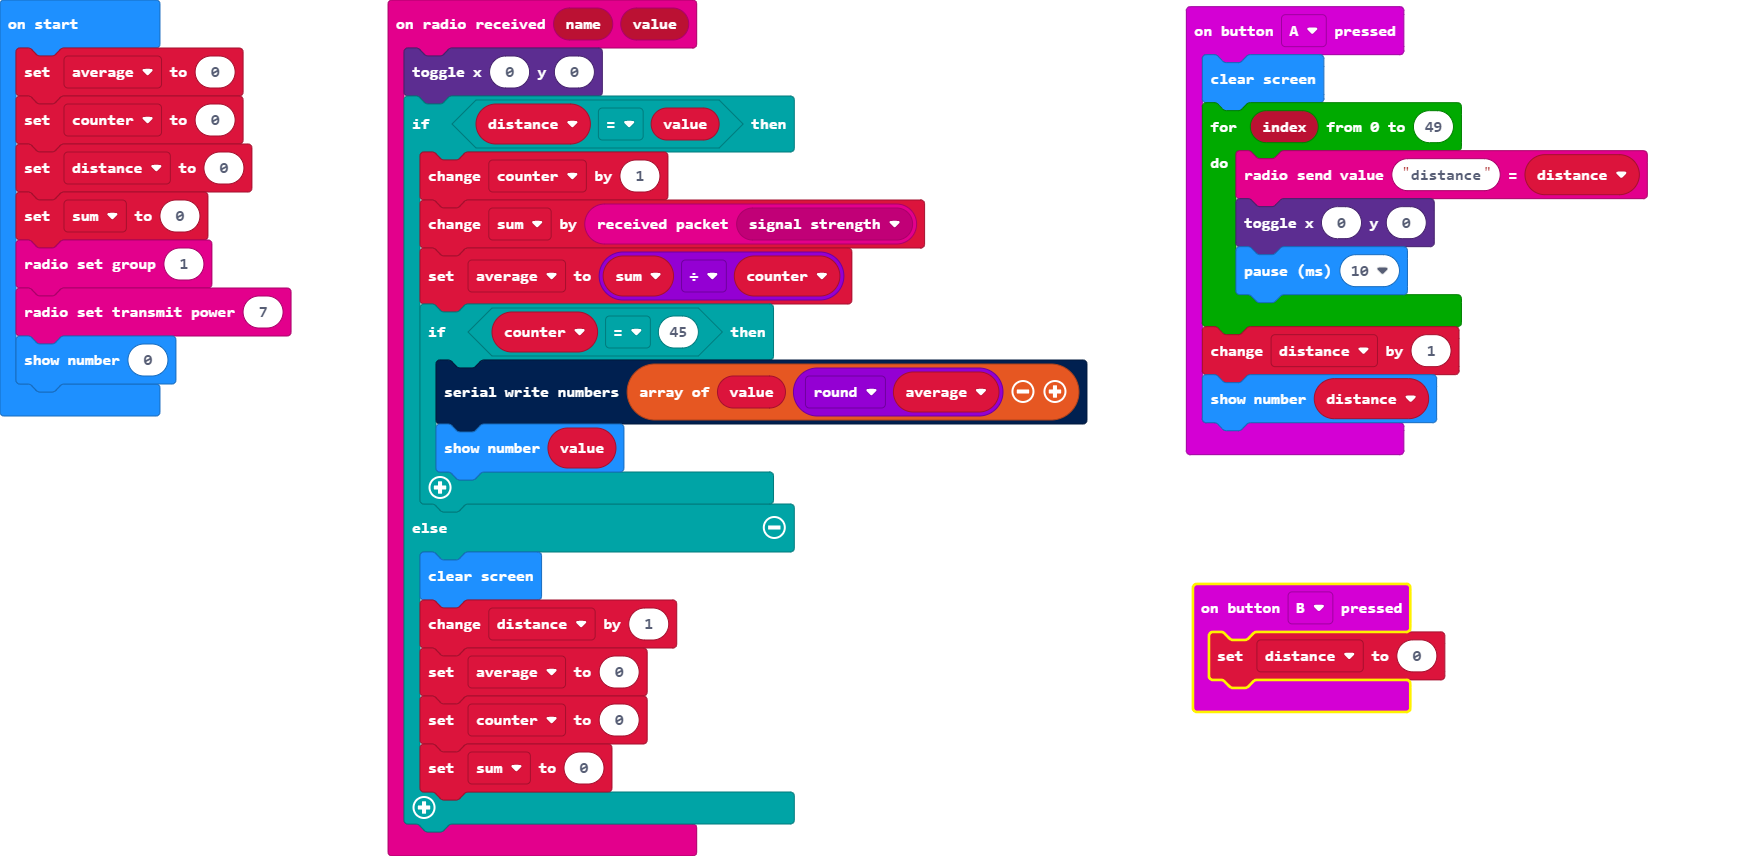 on start
set average to 0
set counter to 0
set distance to 0
set sum to 0
radio set group 1
radio set transmit power 7
show number 0
on radio received name value
toggle x 0 y 0
if distance = value then
change counter by 1
change sum by received packet signal strength
set average to sum ÷ counter
if counter = 45 then
serial write numbers array of value round average
show number value
else
clear screen
change distance by 1
set average to 0
set counter to 0
set sum to 0
on button A pressed
clear screen
for index from 0 to 49
do
radio send value "distance" = distance
toggle x 0 y 0
pause (ms) 10
change distance by 1
show number distance
on button B pressed
set distance to 0